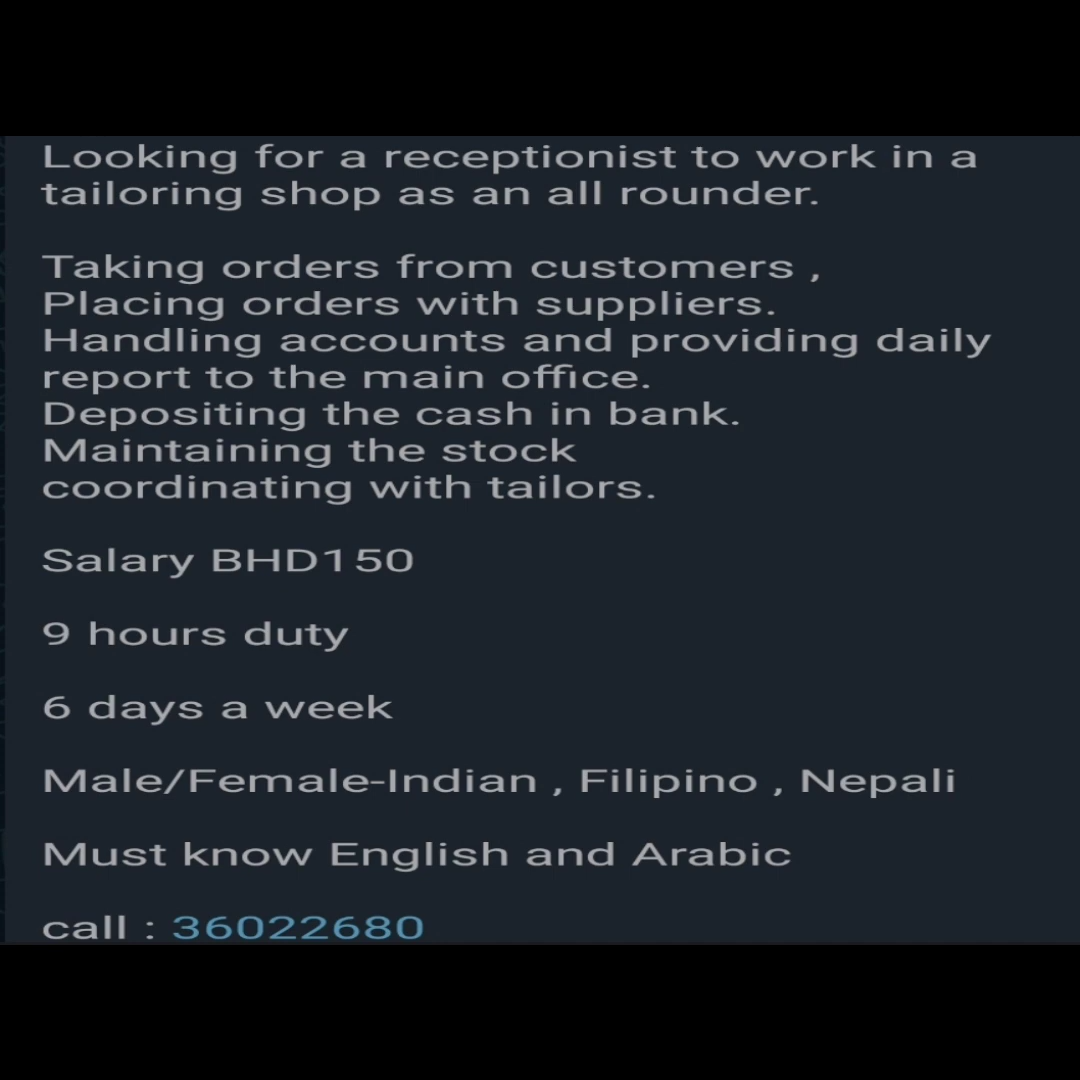 Looking for a receptionist to work in a
tailoring shop as an all rounder.
Taking orders from customers ,
Placing orders with suppliers.
Handling accounts and providing daily
report to the main office.
Depositing the cash in bank.
Maintaining the stock
coordinating with tailors.
Salary BHD150
9 hours duty
6 days a week
Male/Female-Indian , Filipino , Nepali
Must know English and Arabic
call : 36022680